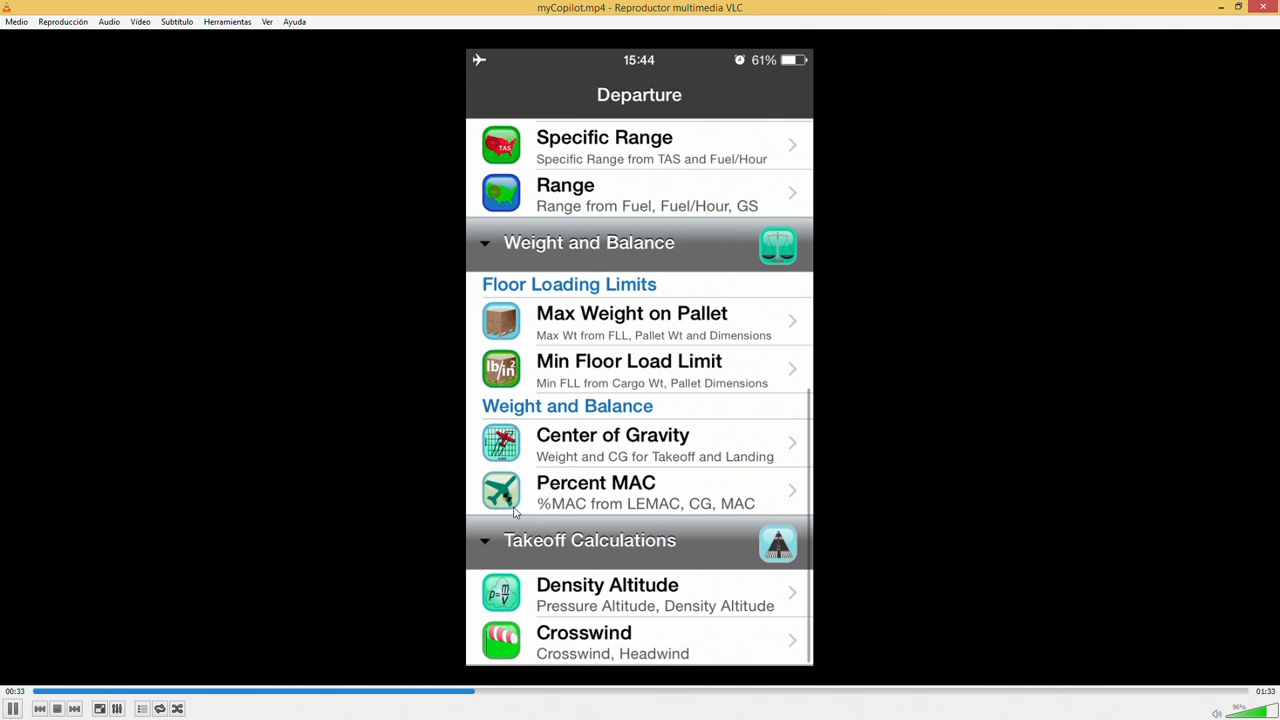 myCopilot.mp4 - Reproductor multimedia VLC
Medio Reproducción Audio Vídeo Subtítulo Herramientas Ver Ayuda
15:44 61%
Departure
TAS
Specific Range
Specific Range from TAS and Fuel/Hour
Range
Range from Fuel, Fuel/Hour, GS
Weight and Balance
Floor Loading Limits
Max Weight on Pallet
Max Wt from FLL, Pallet Wt and Dimensions
lb/in²
Min Floor Load Limit
Min FLL from Cargo Wt, Pallet Dimensions
Weight and Balance
Center of Gravity
Weight and CG for Takeoff and Landing
Percent MAC
%MAC from LEMAC, CG, MAC
Takeoff Calculations
ρ=m/V
Density Altitude
Pressure Altitude, Density Altitude
Crosswind
Crosswind, Headwind
00:33 01:33
96%